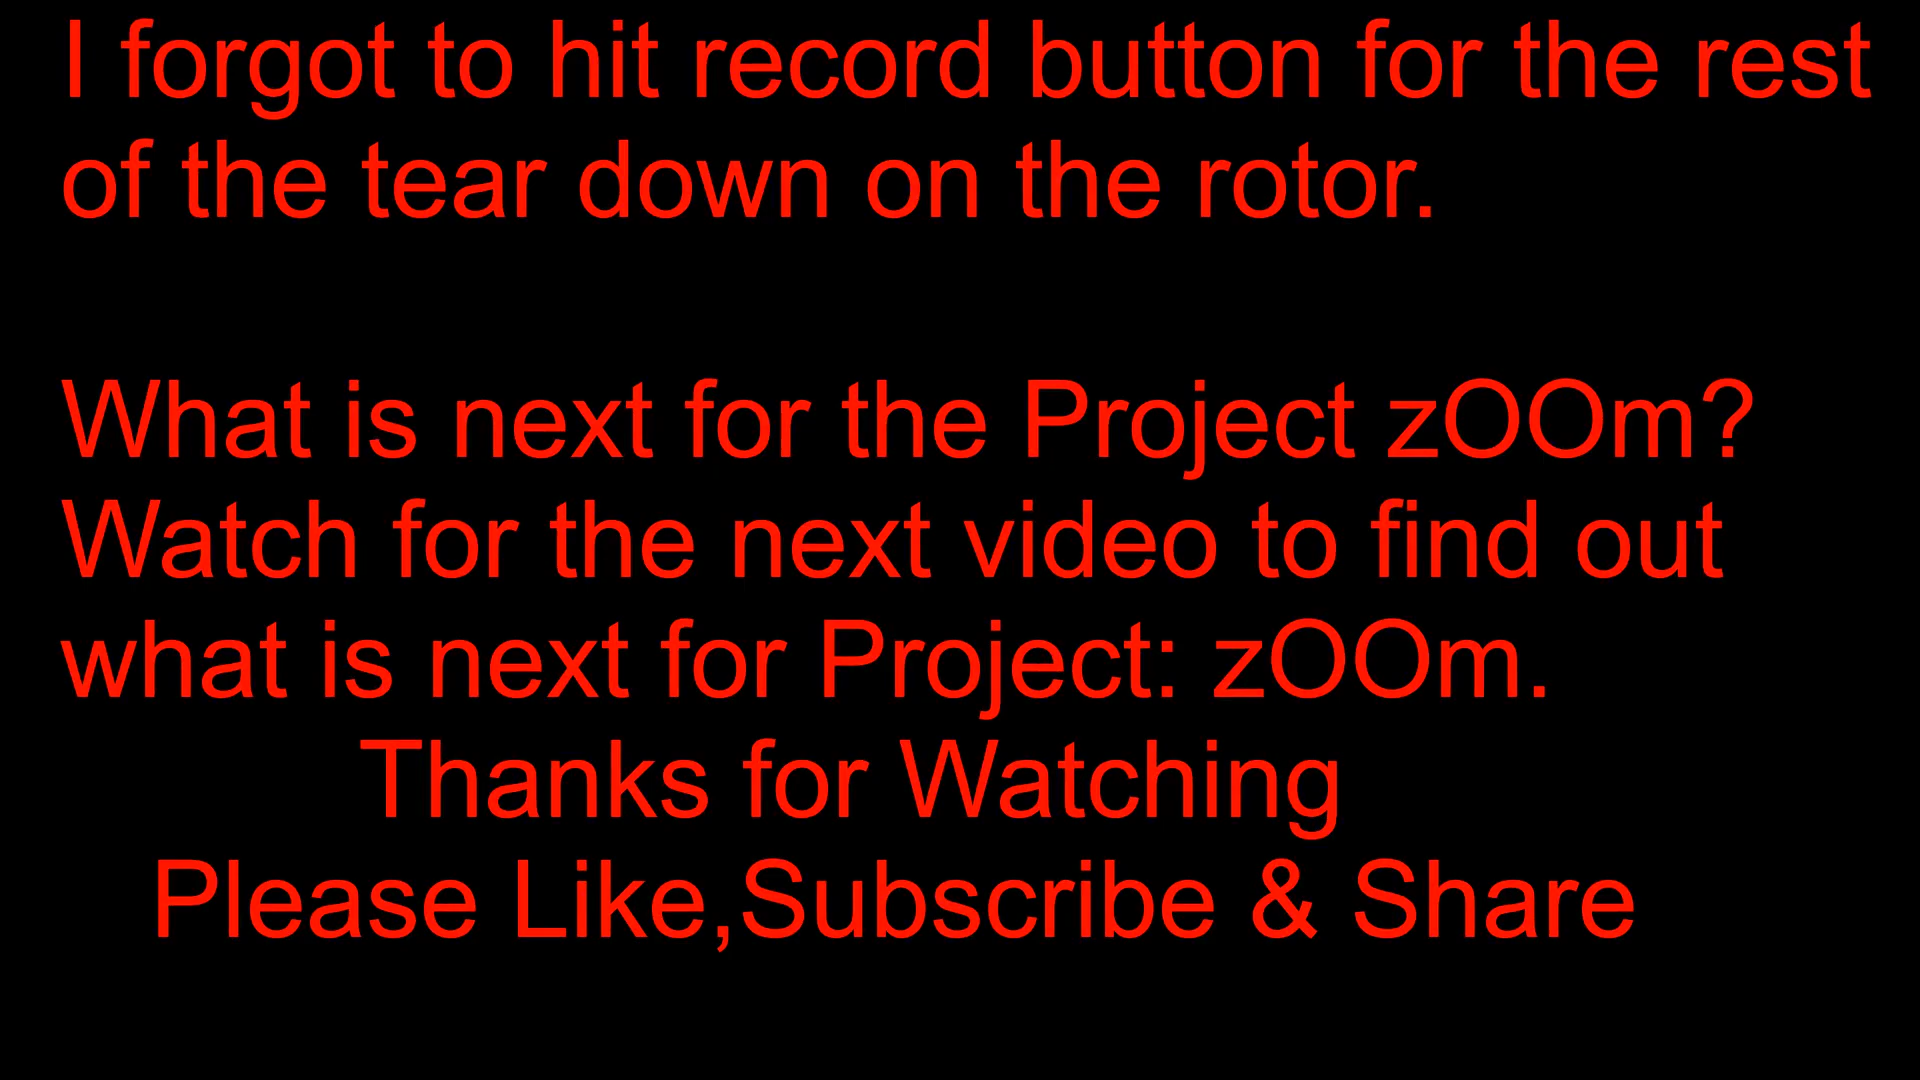 I forgot to hit record button for the rest
of the tear down on the rotor.
What is next for the Project zOOm?
Watch for the next video to find out
what is next for Project: zOOm.
Thanks for Watching
Please Like,Subscribe & Share